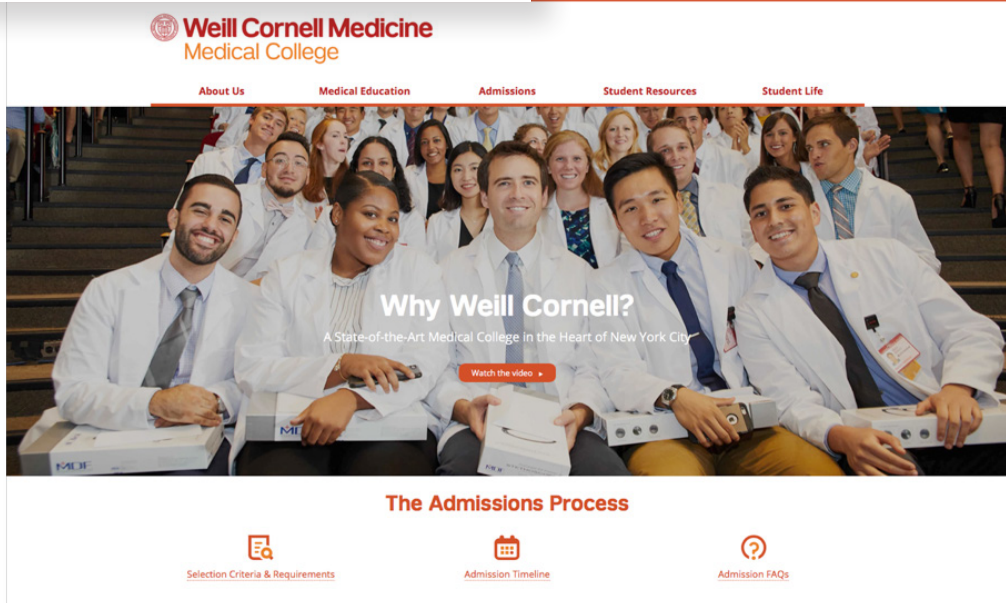 Weill Cornell Medicine
Medical College
About Us Medical Education Admissions Student Resources Student Life
Why Weill Cornell?
A State-of-the-Art Medical College in the Heart of New York City
Watch the video
MDF
The Admissions Process
Selection Criteria & Requirements Admission Timeline Admission FAQs